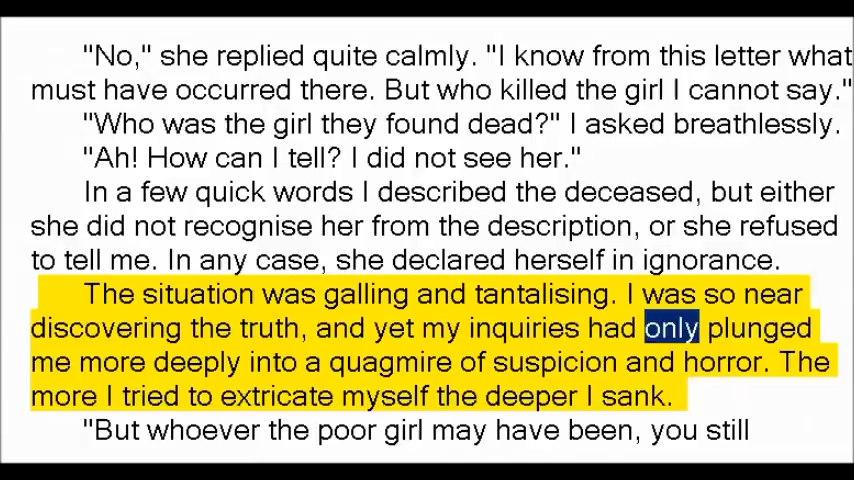 "No," she replied quite calmly. "I know from this letter what
must have occurred there. But who killed the girl I cannot say."
"Who was the girl they found dead?" I asked breathlessly.
"Ah! How can I tell? I did not see her."
In a few quick words I described the deceased, but either
she did not recognise her from the description, or she refused
to tell me. In any case, she declared herself in ignorance.
The situation was galling and tantalising. I was so near
discovering the truth, and yet my inquiries had only plunged
me more deeply into a quagmire of suspicion and horror. The
more I tried to extricate myself the deeper I sank.
"But whoever the poor girl may have been, you still